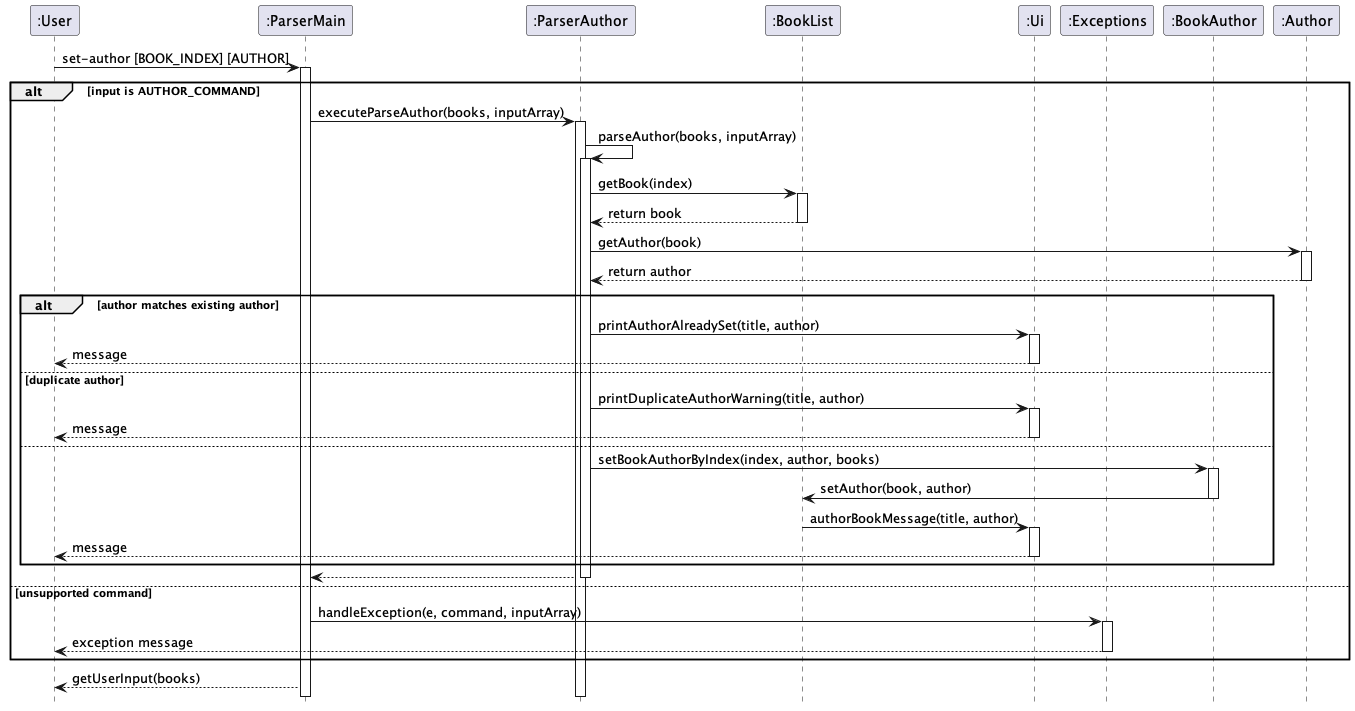 :User :ParserMain :ParserAuthor :BookList :Ui :Exceptions :BookAuthor :Author
set-author [BOOK_INDEX] [AUTHOR]
alt [input is AUTHOR_COMMAND]
executeParseAuthor(books, inputArray)
parseAuthor(books, inputArray)
getBook(index)
return book
getAuthor(book)
return author
alt [author matches existing author]
printAuthorAlreadySet(title, author)
message
[duplicate author]
printDuplicateAuthorWarning(title, author)
message
setBookAuthorByIndex(index, author, books)
setAuthor(book, author)
authorBookMessage(title, author)
message
[unsupported command]
handleException(e, command, inputArray)
exception message
getUserInput(books)